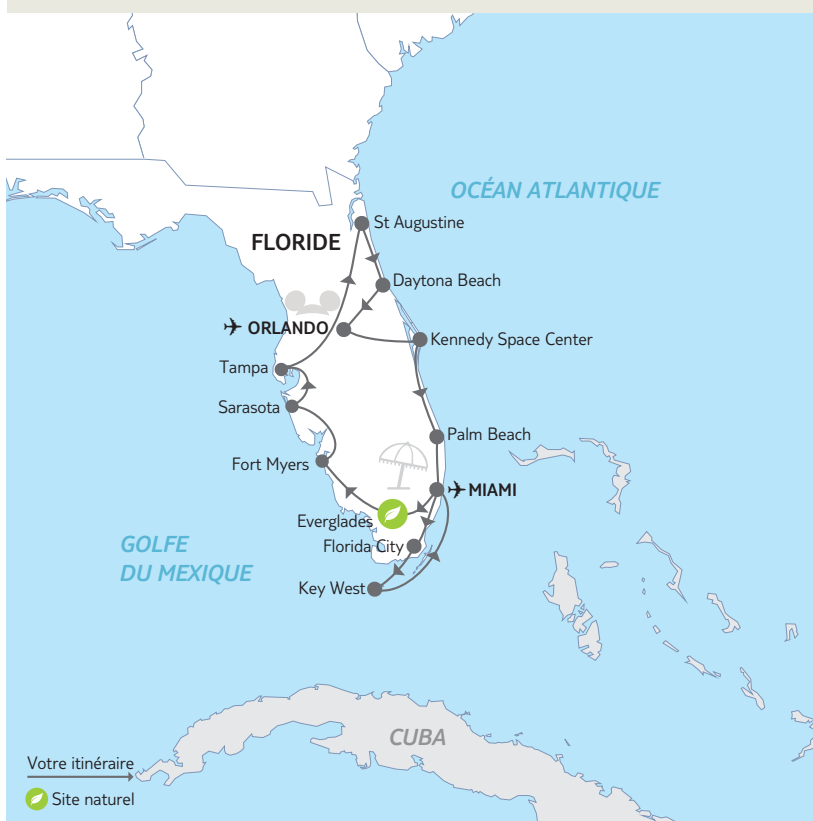 OCÉAN ATLANTIQUE
St Augustine
FLORIDE
Daytona Beach
ORLANDO
Kennedy Space Center
Tampa
Sarasota
Palm Beach
Fort Myers
MIAMI
Everglades
Florida City
GOLFE
DU MEXIQUE
Key West
CUBA
Votre itinéraire
Site naturel